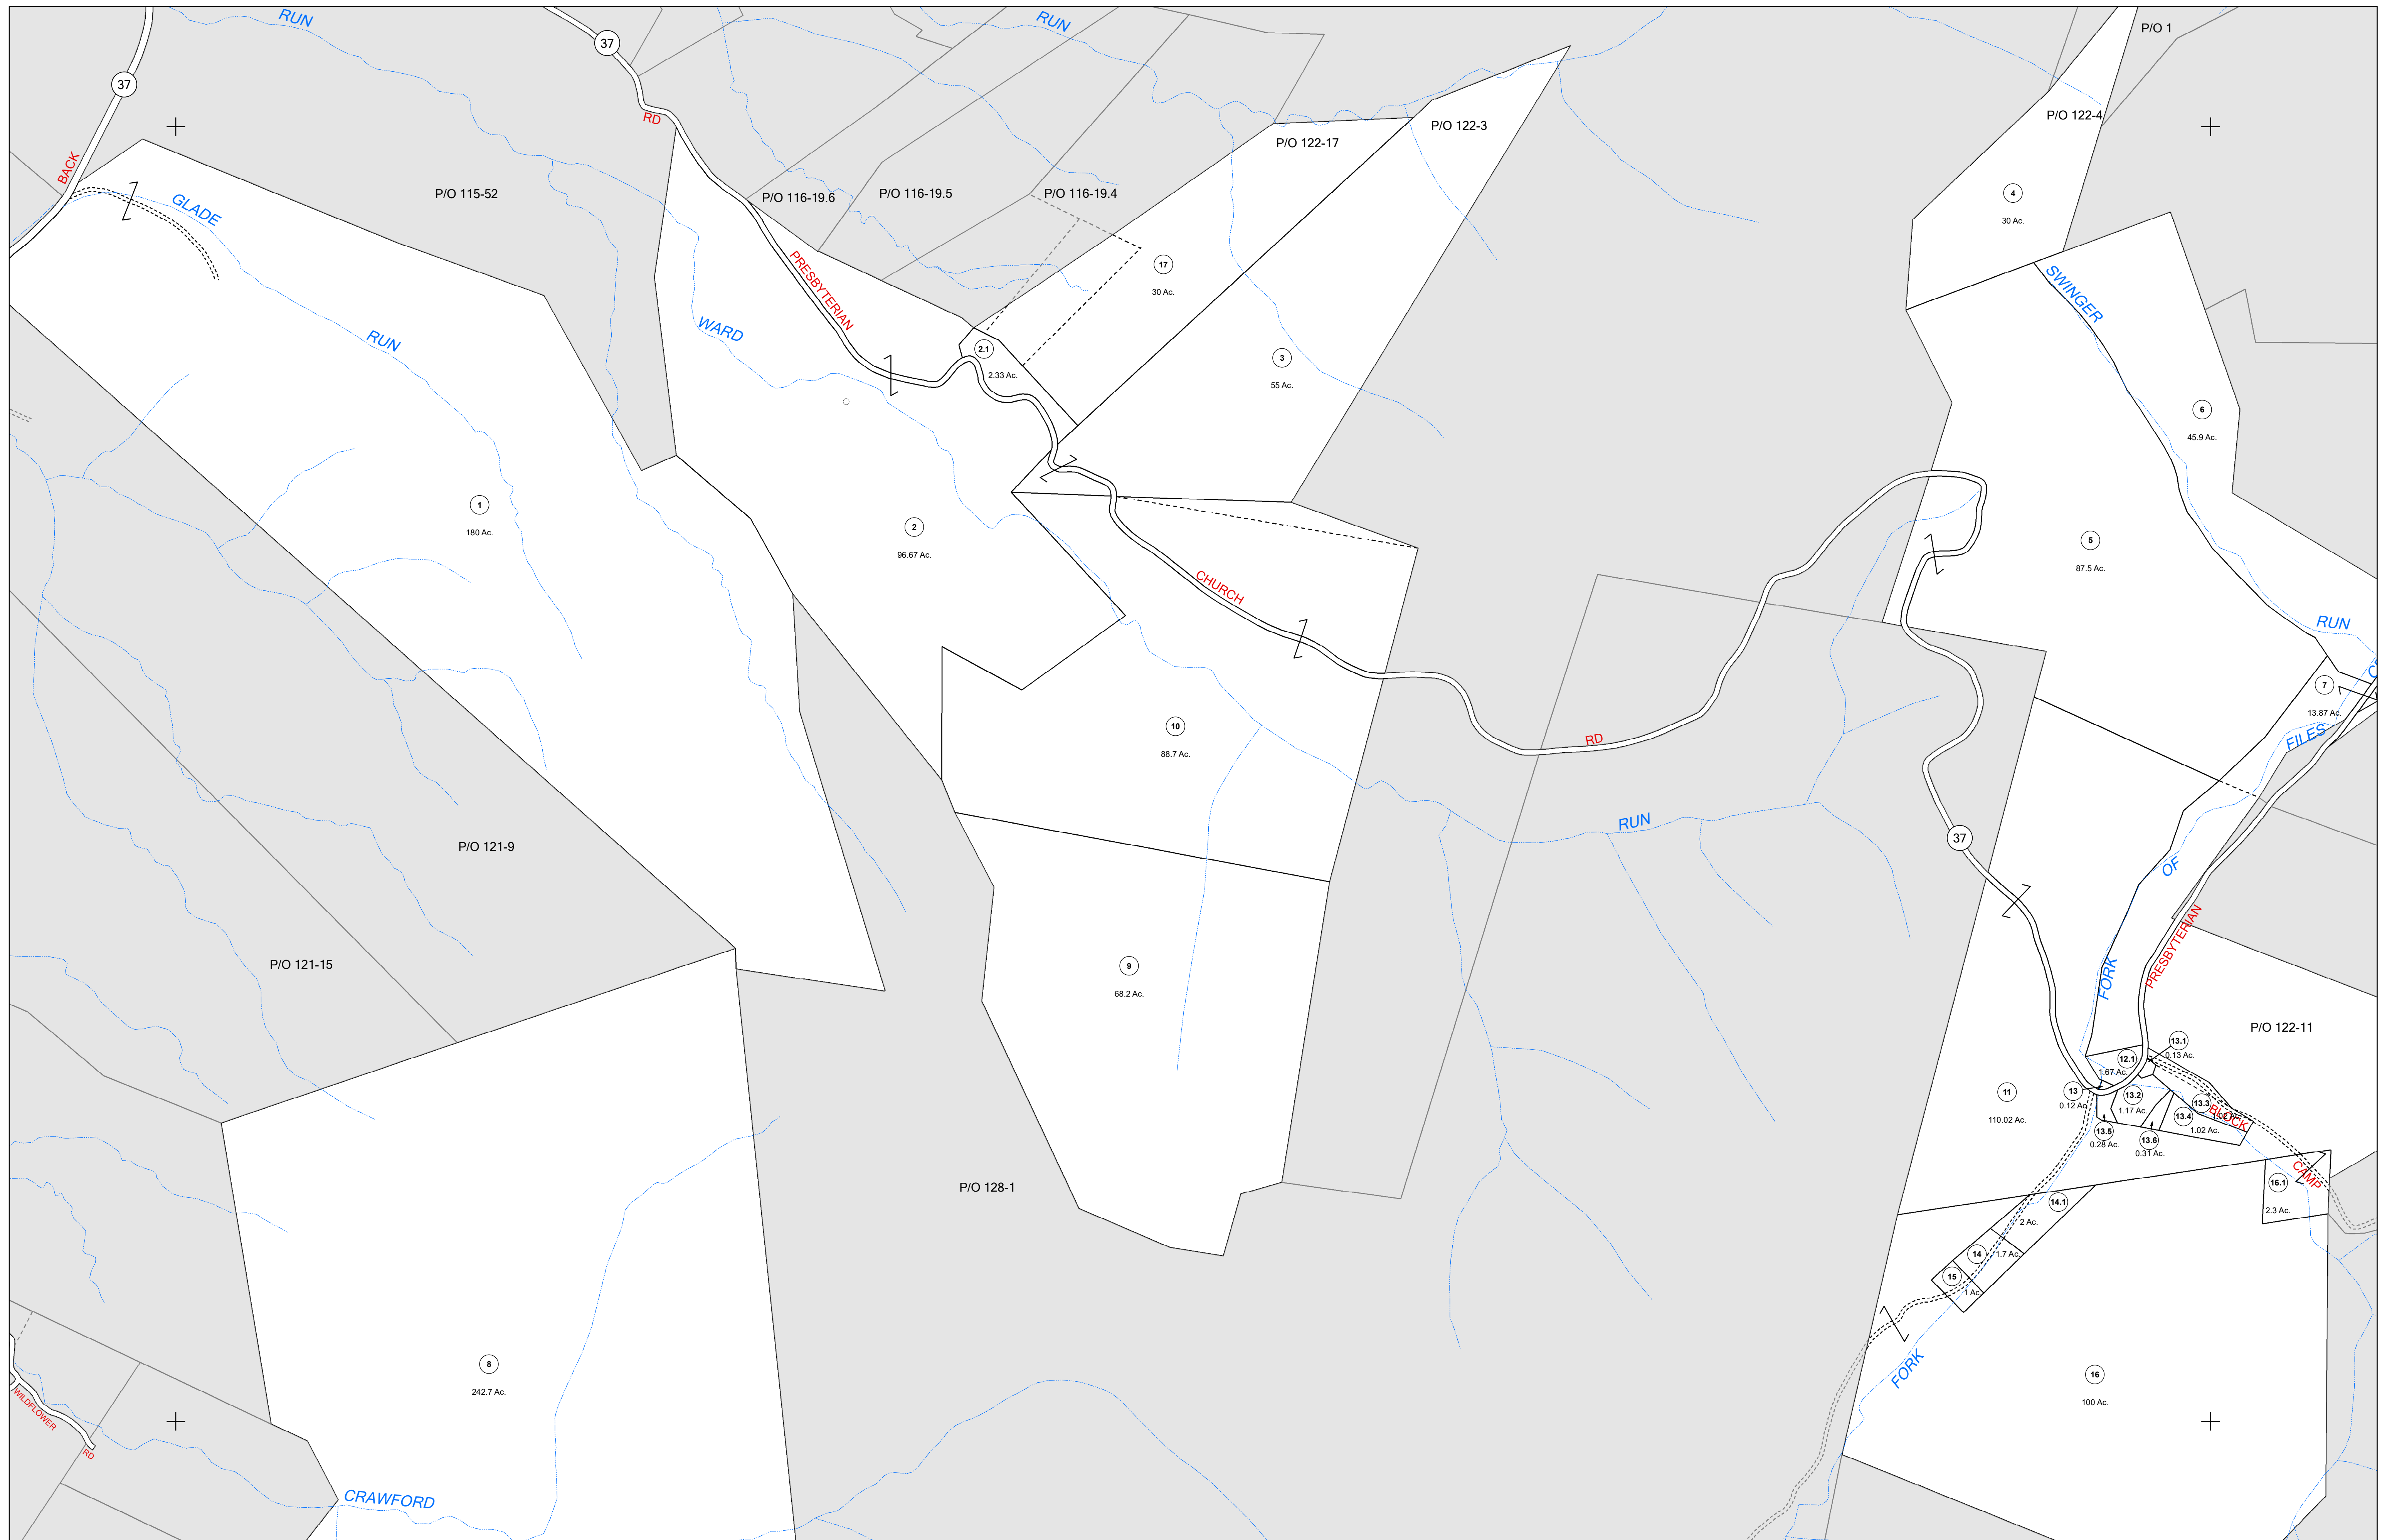 RUN
37
RUN
P/O 1
37
RD
P/O 122-4
P/O 122-3
P/O 122-17
BACK
GLADE
P/O 115-52
P/O 116-19.6
P/O 116-19.5
P/O 116-19.4
4
30 Ac.
17
30 Ac.
PRESBYTERIAN
SWINGER
WARD
RUN
2.1
2.33 Ac.
3
55 Ac.
6
45.9 Ac.
1
180 Ac.
2
96.67 Ac.
5
87.5 Ac.
CHURCH
RUN
7
13.87 Ac.
10
88.7 Ac.
RD
FILES
RUN
37
P/O 121-9
OF
P/O 121-15
9
68.2 Ac.
FORK
PRESBYTERIAN
P/O 122-11
13.1
0.13 Ac.
12.1
1.67 Ac.
11
110.02 Ac.
13
0.12 Ac.
13.2
1.17 Ac.
13.3
13.4
1.02 Ac.
BLOCK
13.5
0.28 Ac.
13.6
0.31 Ac.
CAMP
16.1
2.3 Ac.
P/O 128-1
14.1
2 Ac.
14
1.7 Ac.
15
1 Ac.
8
242.7 Ac.
FORK
16
100 Ac.
WILDFLOWER
RD
CRAWFORD